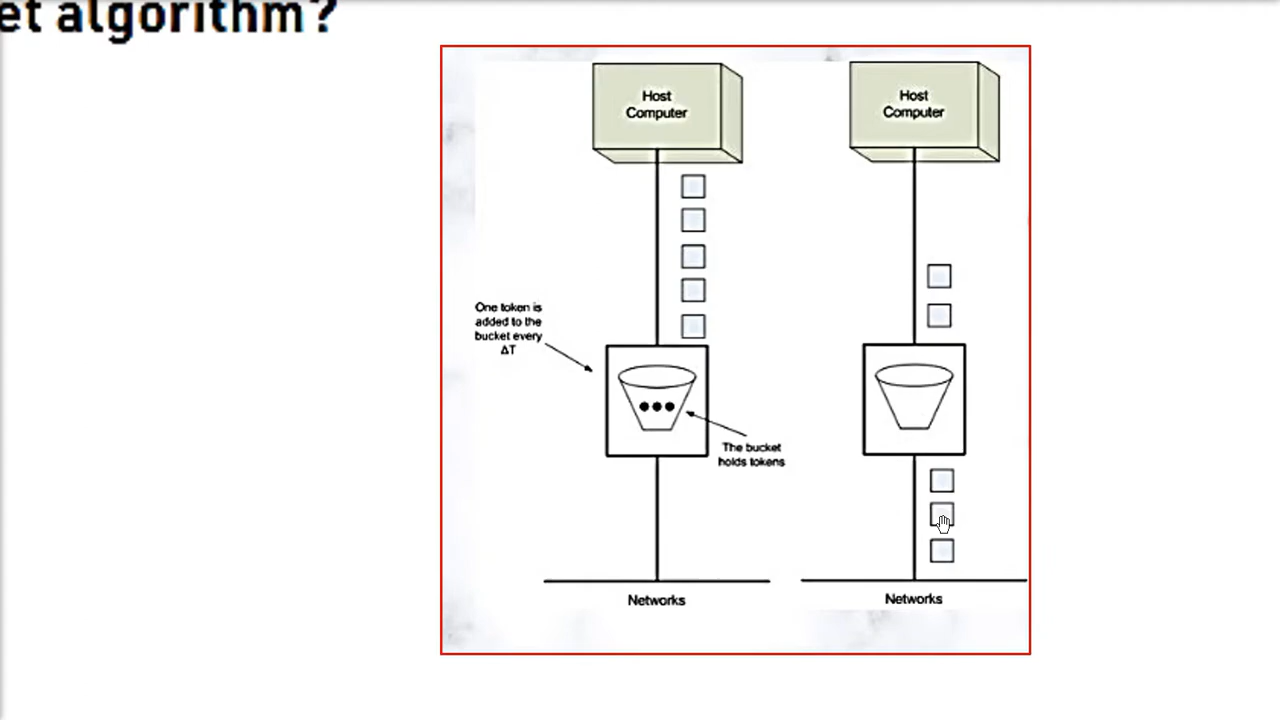 et algorithm?
Host
Computer
Host
Computer
One token is
added to the
bucket every
ΔT
The bucket
holds tokens
Networks
Networks